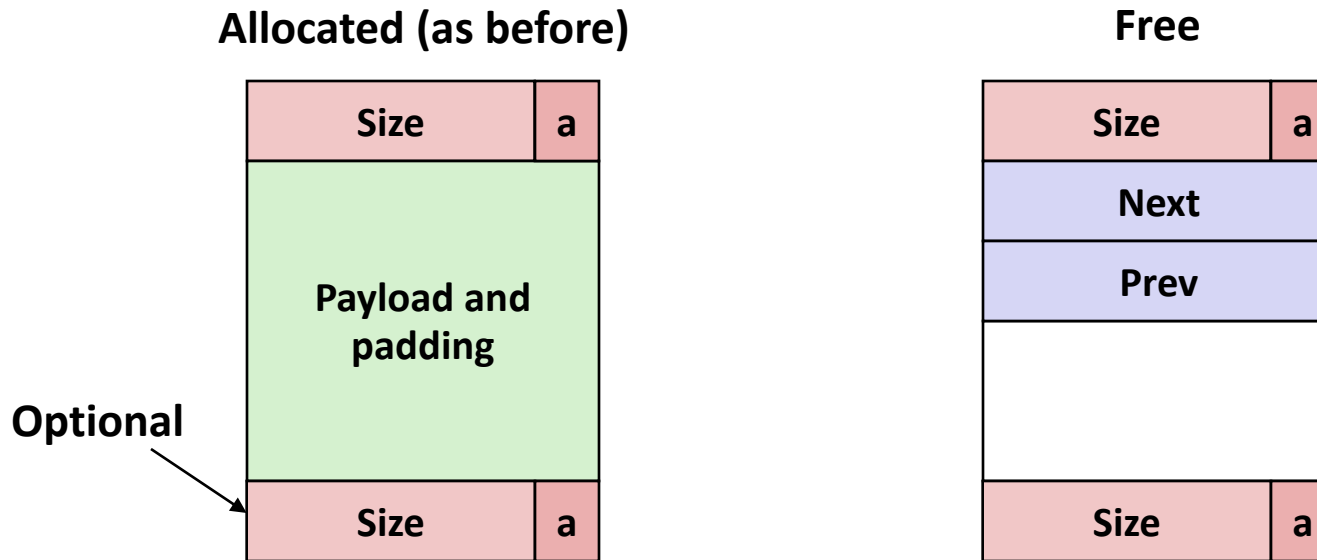 Allocated (as before)
Free
Size a
Size a
Next
Prev
Payload and
padding
Optional
Size a
Size a